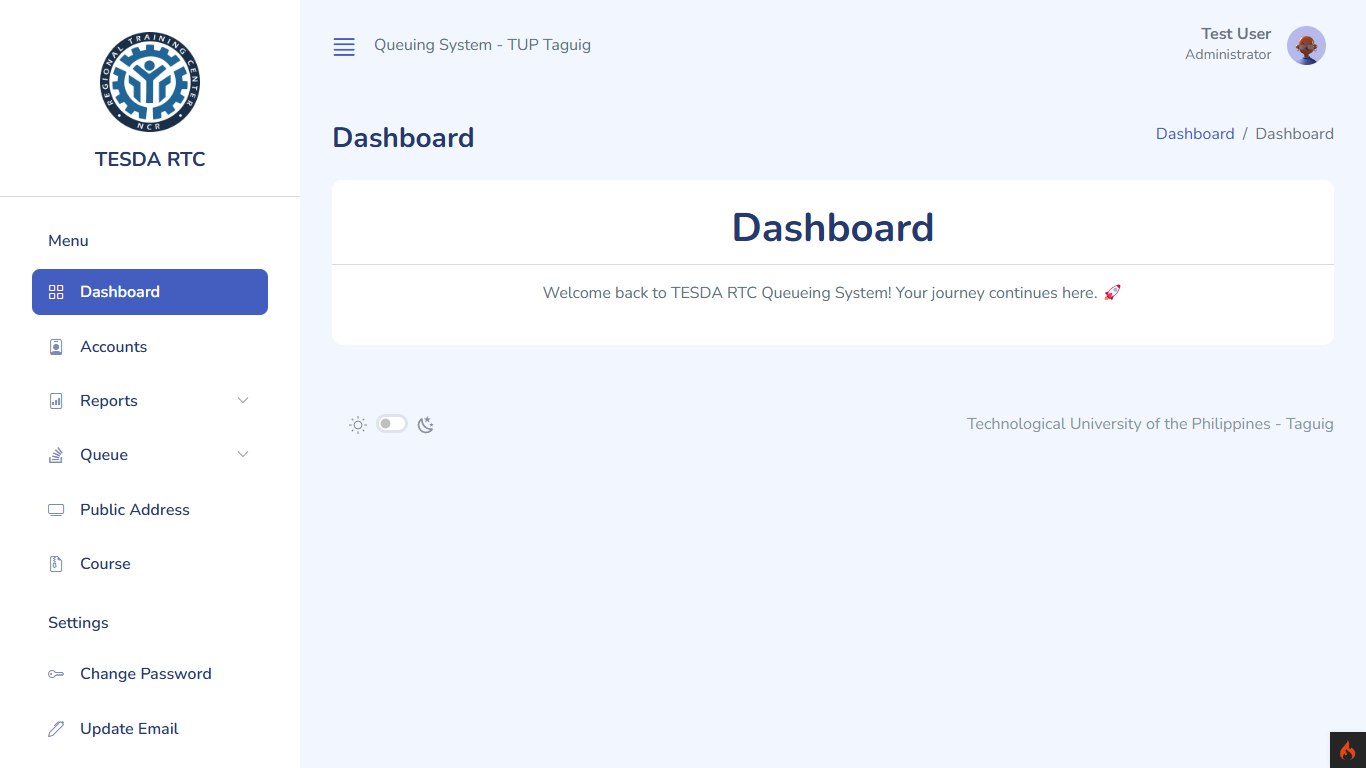 REGIONAL TRAINING CENTER
NCR
TESDA RTC
Menu
Dashboard
Accounts
Reports
Queue
Public Address
Course
Settings
Change Password
Update Email
Queuing System - TUP Taguig
Test User
Administrator
Dashboard
Dashboard / Dashboard
Dashboard
Welcome back to TESDA RTC Queueing System! Your journey continues here. 🚀
Technological University of the Philippines - Taguig